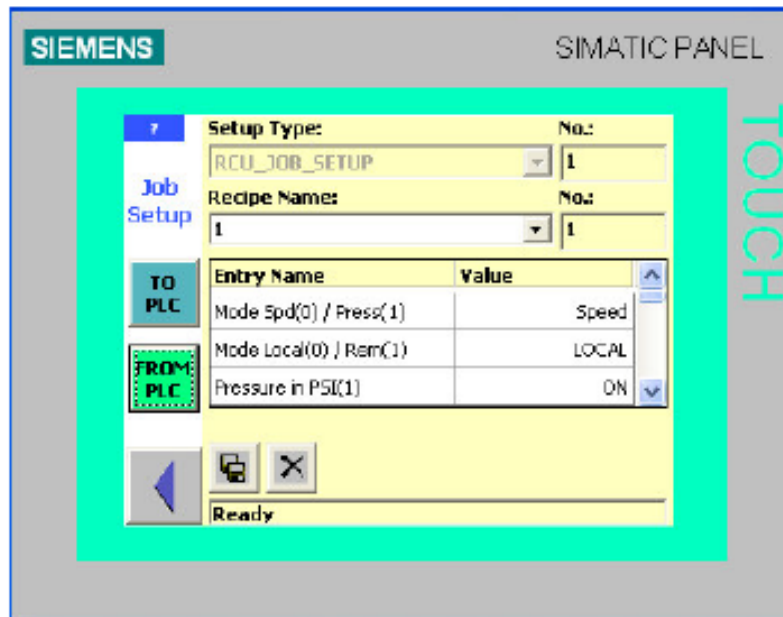 SIEMENS
SIMATIC PANEL
TOUCH
?
Job
Setup
Setup Type:
No.:
RCU_JOB_SETUP
1
Recipe Name:
No.:
1
1
TO
PLC
FROM
PLC
Entry Name
Value
Mode Spd(0) / Press(1)
Speed
Mode Local(0) / Rem(1)
LOCAL
Pressure in PSI(1)
ON
Ready